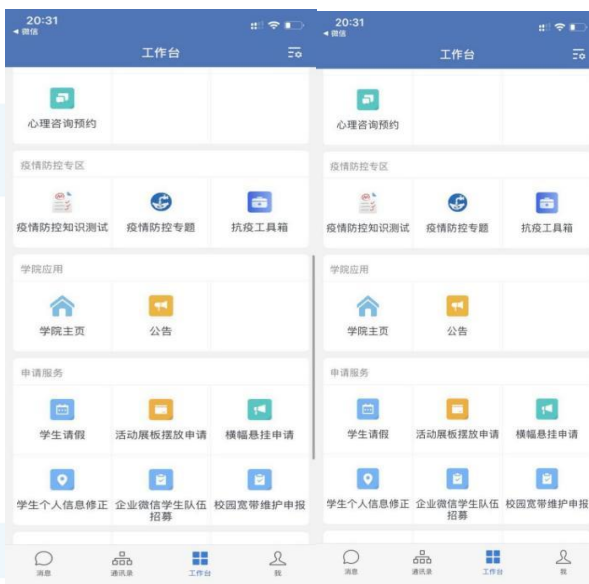 20:31
微信
工作台
心理咨询预约
疫情防控专区
疫情防控知识测试 疫情防控专题 抗疫工具箱
学院应用
学院主页 公告
申请服务
学生请假 活动展板摆放申请 横幅悬挂申请
学生个人信息修正 企业微信学生队伍招募 校园宽带维护申报
消息 通讯录 工作台 我
20:31
微信
工作台
心理咨询预约
疫情防控专区
疫情防控知识测试 疫情防控专题 抗疫工具箱
学院应用
学院主页 公告
申请服务
学生请假 活动展板摆放申请 横幅悬挂申请
学生个人信息修正 企业微信学生队伍招募 校园宽带维护申报
消息 通讯录 工作台 我